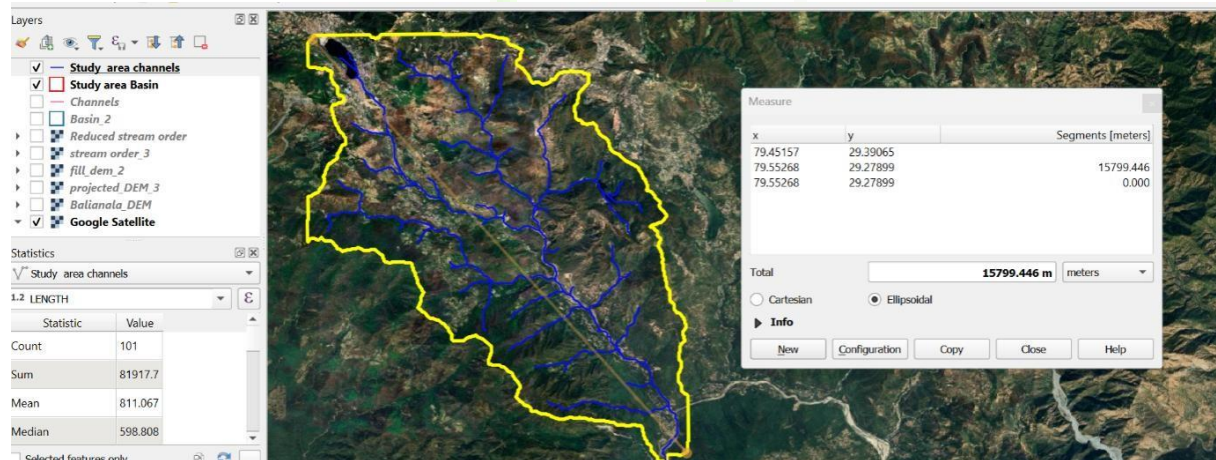 Layers
Study area channels
Study area Basin
Channels
Basin_2
Reduced stream order
stream order_3
fill_dem_2
projected_DEM_3
Balianala_DEM
Google Satellite
Statistics
Study area channels
1.2 LENGTH
ε
Statistic Value
Count 101
Sum 81917.7
Mean 811.067
Median 598.808
Selected features only
Measure
x y Segments [meters]
79.45157 29.39065
79.55268 29.27899 15799.446
79.55268 29.27899 0.000
Total 15799.446 m meters
Cartesian Ellipsoidal
Info
New Configuration Copy Close Help